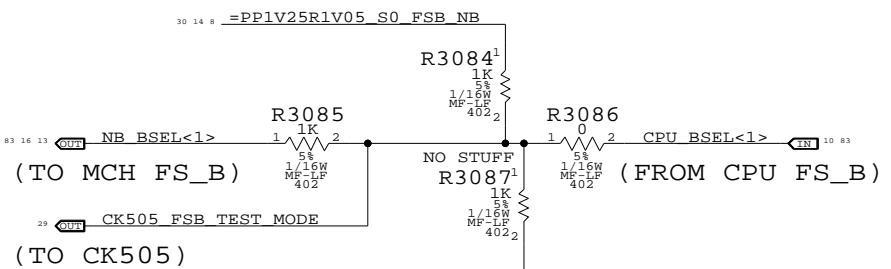 30 14 8 =PP1V25R1V05_S0_FSB_NB
R3084 1
1K
5%
1/16W
MF-LF
402 2
R3085
1K
1 2
5%
1/16W
MF-LF
402
R3086
0
1 2
5%
1/16W
MF-LF
402
83 16 13 OUT NB_BSEL<1>
CPU_BSEL<1> IN 10 83
(TO MCH FS_B)
(FROM CPU FS_B)
NO STUFF
R3087 1
1K
5%
1/16W
MF-LF
402 2
29 OUT CK505_FSB_TEST_MODE
(TO CK505)